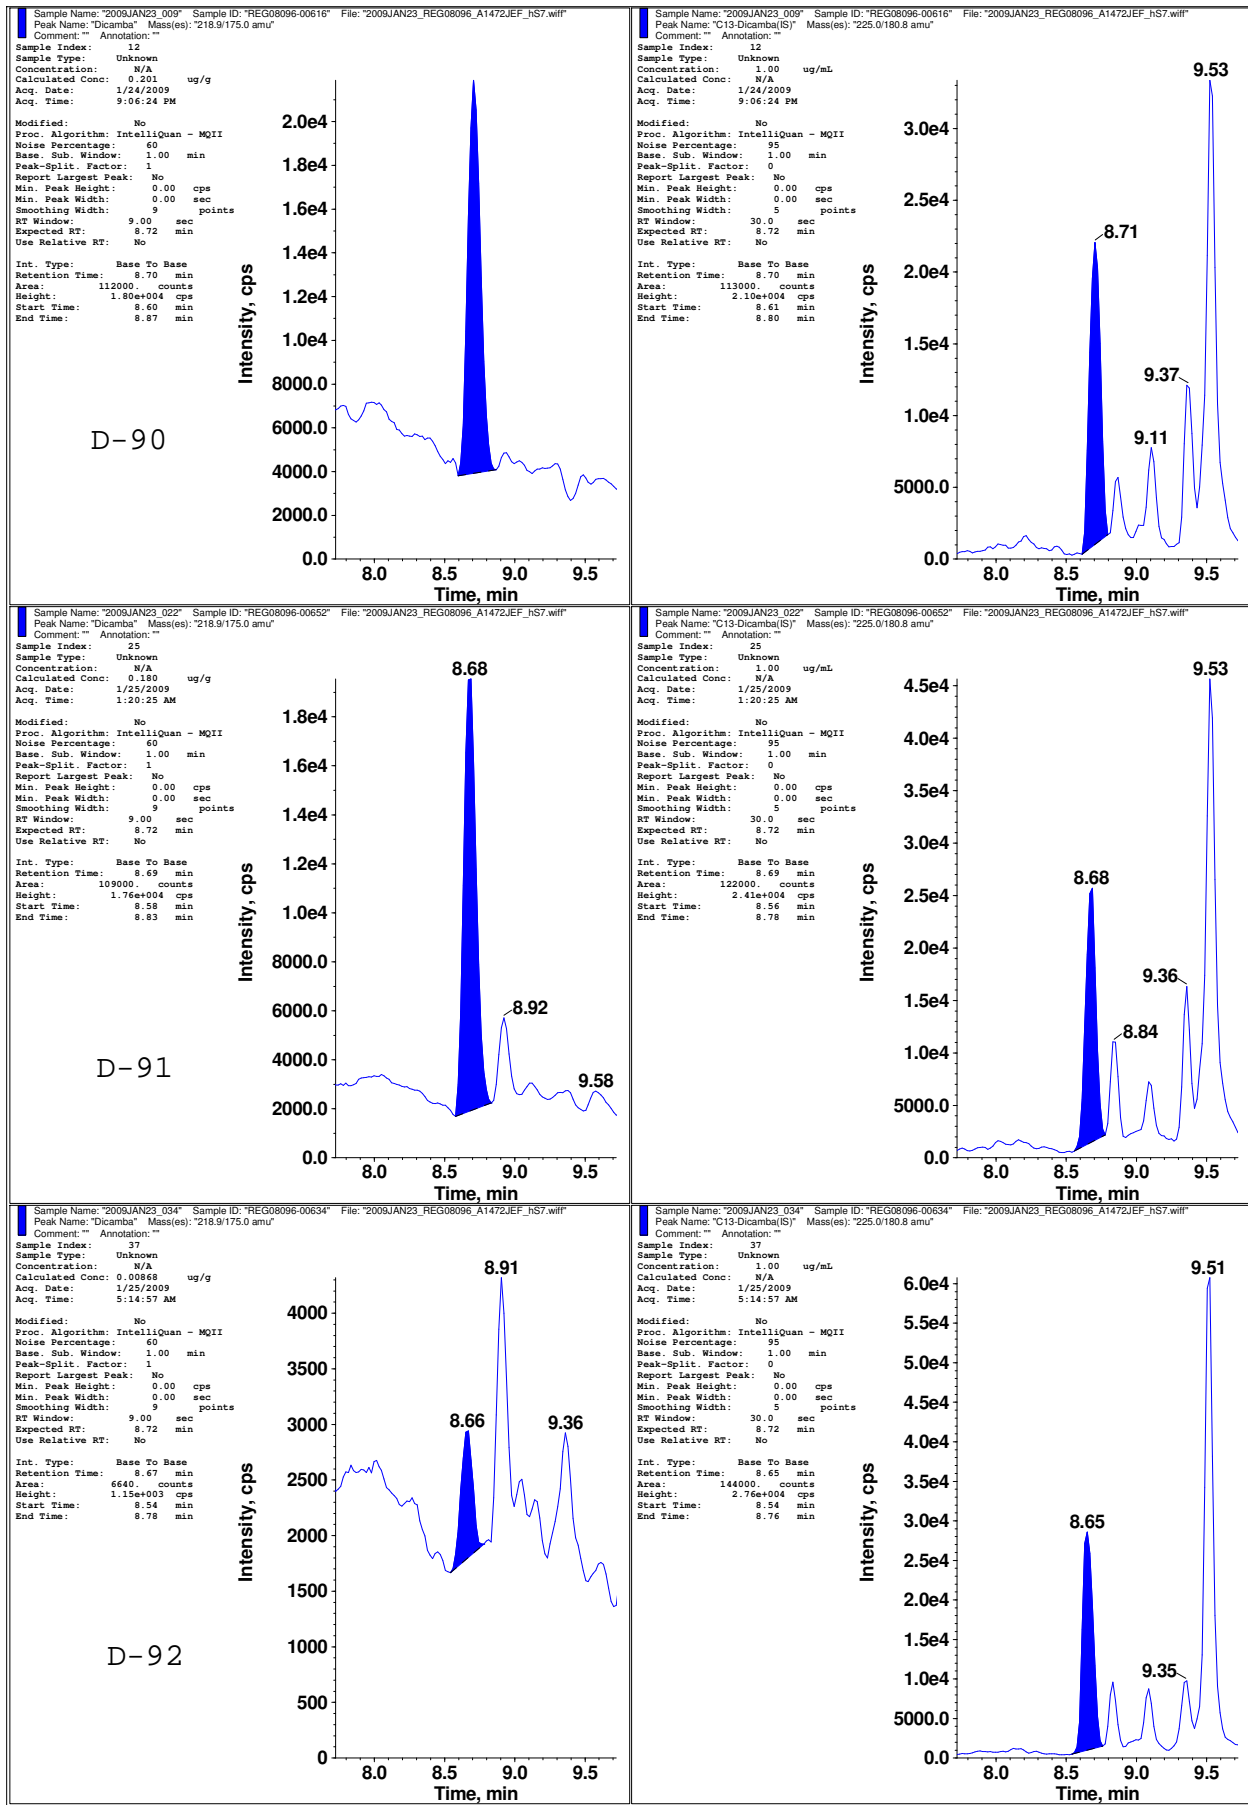 Sample Name: "2009JAN23_009" Sample ID: "REG08096-00616" File: "2009JAN23_REG08096_A1472JEF_hS7.wiff"
Peak Name: "Dicamba" Mass(es): "218.9/175.0 amu"
Comment: "" Annotation: ""
Sample Index: 12
Sample Type: Unknown
Concentration: N/A
Calculated Conc: 0.201 ug/g
Acq. Date: 1/24/2009
Acq. Time: 9:06:24 PM
Modified: No
Proc. Algorithm: IntelliQuan - MQII
Noise Percentage: 60
Base. Sub. Window: 1.00 min
Peak-Split. Factor: 1
Report Largest Peak: No
Min. Peak Height: 0.00 cps
Min. Peak Width: 0.00 sec
Smoothing Width: 9 points
RT Window: 9.00 sec
Expected RT: 8.72 min
Use Relative RT: No
Int. Type: Base To Base
Retention Time: 8.70 min
Area: 112000. counts
Height: 1.80e+004 cps
Start Time: 8.60 min
End Time: 8.87 min
D-90
Intensity, cps
2.0e4
1.8e4
1.6e4
1.4e4
1.2e4
1.0e4
8000.0
6000.0
4000.0
2000.0
0.0
8.0 8.5 9.0 9.5
Time, min
Sample Name: "2009JAN23_009" Sample ID: "REG08096-00616" File: "2009JAN23_REG08096_A1472JEF_hS7.wiff"
Peak Name: "C13-Dicamba(IS)" Mass(es): "225.0/180.8 amu"
Comment: "" Annotation: ""
Sample Index: 12
Sample Type: Unknown
Concentration: 1.00 ug/mL
Calculated Conc: N/A
Acq. Date: 1/24/2009
Acq. Time: 9:06:24 PM
Modified: No
Proc. Algorithm: IntelliQuan - MQII
Noise Percentage: 95
Base. Sub. Window: 1.00 min
Peak-Split. Factor: 0
Report Largest Peak: No
Min. Peak Height: 0.00 cps
Min. Peak Width: 0.00 sec
Smoothing Width: 5 points
RT Window: 30.0 sec
Expected RT: 8.72 min
Use Relative RT: No
Int. Type: Base To Base
Retention Time: 8.70 min
Area: 113000. counts
Height: 2.10e+004 cps
Start Time: 8.61 min
End Time: 8.80 min
Intensity, cps
3.0e4
2.5e4
2.0e4
1.5e4
1.0e4
5000.0
0.0
9.53
8.71
9.37
9.11
8.0 8.5 9.0 9.5
Time, min
Sample Name: "2009JAN23_022" Sample ID: "REG08096-00652" File: "2009JAN23_REG08096_A1472JEF_hS7.wiff"
Peak Name: "Dicamba" Mass(es): "218.9/175.0 amu"
Comment: "" Annotation: ""
Sample Index: 25
Sample Type: Unknown
Concentration: N/A
Calculated Conc: 0.180 ug/g
Acq. Date: 1/25/2009
Acq. Time: 1:20:25 AM
Modified: No
Proc. Algorithm: IntelliQuan - MQII
Noise Percentage: 60
Base. Sub. Window: 1.00 min
Peak-Split. Factor: 1
Report Largest Peak: No
Min. Peak Height: 0.00 cps
Min. Peak Width: 0.00 sec
Smoothing Width: 9 points
RT Window: 9.00 sec
Expected RT: 8.72 min
Use Relative RT: No
Int. Type: Base To Base
Retention Time: 8.69 min
Area: 109000. counts
Height: 1.76e+004 cps
Start Time: 8.58 min
End Time: 8.83 min
D-91
Intensity, cps
1.8e4
1.6e4
1.4e4
1.2e4
1.0e4
8000.0
6000.0
4000.0
2000.0
0.0
8.68
8.92
9.58
8.0 8.5 9.0 9.5
Time, min
Sample Name: "2009JAN23_022" Sample ID: "REG08096-00652" File: "2009JAN23_REG08096_A1472JEF_hS7.wiff"
Peak Name: "C13-Dicamba(IS)" Mass(es): "225.0/180.8 amu"
Comment: "" Annotation: ""
Sample Index: 25
Sample Type: Unknown
Concentration: 1.00 ug/mL
Calculated Conc: N/A
Acq. Date: 1/25/2009
Acq. Time: 1:20:25 AM
Modified: No
Proc. Algorithm: IntelliQuan - MQII
Noise Percentage: 95
Base. Sub. Window: 1.00 min
Peak-Split. Factor: 0
Report Largest Peak: No
Min. Peak Height: 0.00 cps
Min. Peak Width: 0.00 sec
Smoothing Width: 5 points
RT Window: 30.0 sec
Expected RT: 8.72 min
Use Relative RT: No
Int. Type: Base To Base
Retention Time: 8.69 min
Area: 122000. counts
Height: 2.41e+004 cps
Start Time: 8.56 min
End Time: 8.78 min
Intensity, cps
4.5e4
4.0e4
3.5e4
3.0e4
2.5e4
2.0e4
1.5e4
1.0e4
5000.0
0.0
9.53
8.68
9.36
8.84
8.0 8.5 9.0 9.5
Time, min
Sample Name: "2009JAN23_034" Sample ID: "REG08096-00634" File: "2009JAN23_REG08096_A1472JEF_hS7.wiff"
Peak Name: "Dicamba" Mass(es): "218.9/175.0 amu"
Comment: "" Annotation: ""
Sample Index: 37
Sample Type: Unknown
Concentration: N/A
Calculated Conc: 0.00868 ug/g
Acq. Date: 1/25/2009
Acq. Time: 5:14:57 AM
Modified: No
Proc. Algorithm: IntelliQuan - MQII
Noise Percentage: 60
Base. Sub. Window: 1.00 min
Peak-Split. Factor: 1
Report Largest Peak: No
Min. Peak Height: 0.00 cps
Min. Peak Width: 0.00 sec
Smoothing Width: 9 points
RT Window: 9.00 sec
Expected RT: 8.72 min
Use Relative RT: No
Int. Type: Base To Base
Retention Time: 8.67 min
Area: 6640. counts
Height: 1.15e+003 cps
Start Time: 8.54 min
End Time: 8.78 min
D-92
Intensity, cps
4000
3500
3000
2500
2000
1500
1000
500
0
8.91
8.66
9.36
8.0 8.5 9.0 9.5
Time, min
Sample Name: "2009JAN23_034" Sample ID: "REG08096-00634" File: "2009JAN23_REG08096_A1472JEF_hS7.wiff"
Peak Name: "C13-Dicamba(IS)" Mass(es): "225.0/180.8 amu"
Comment: "" Annotation: ""
Sample Index: 37
Sample Type: Unknown
Concentration: 1.00 ug/mL
Calculated Conc: N/A
Acq. Date: 1/25/2009
Acq. Time: 5:14:57 AM
Modified: No
Proc. Algorithm: IntelliQuan - MQII
Noise Percentage: 95
Base. Sub. Window: 1.00 min
Peak-Split. Factor: 0
Report Largest Peak: No
Min. Peak Height: 0.00 cps
Min. Peak Width: 0.00 sec
Smoothing Width: 5 points
RT Window: 30.0 sec
Expected RT: 8.72 min
Use Relative RT: No
Int. Type: Base To Base
Retention Time: 8.65 min
Area: 144000. counts
Height: 2.76e+004 cps
Start Time: 8.54 min
End Time: 8.76 min
Intensity, cps
6.0e4
5.5e4
5.0e4
4.5e4
4.0e4
3.5e4
3.0e4
2.5e4
2.0e4
1.5e4
1.0e4
5000.0
0.0
9.51
8.65
9.35
8.0 8.5 9.0 9.5
Time, min